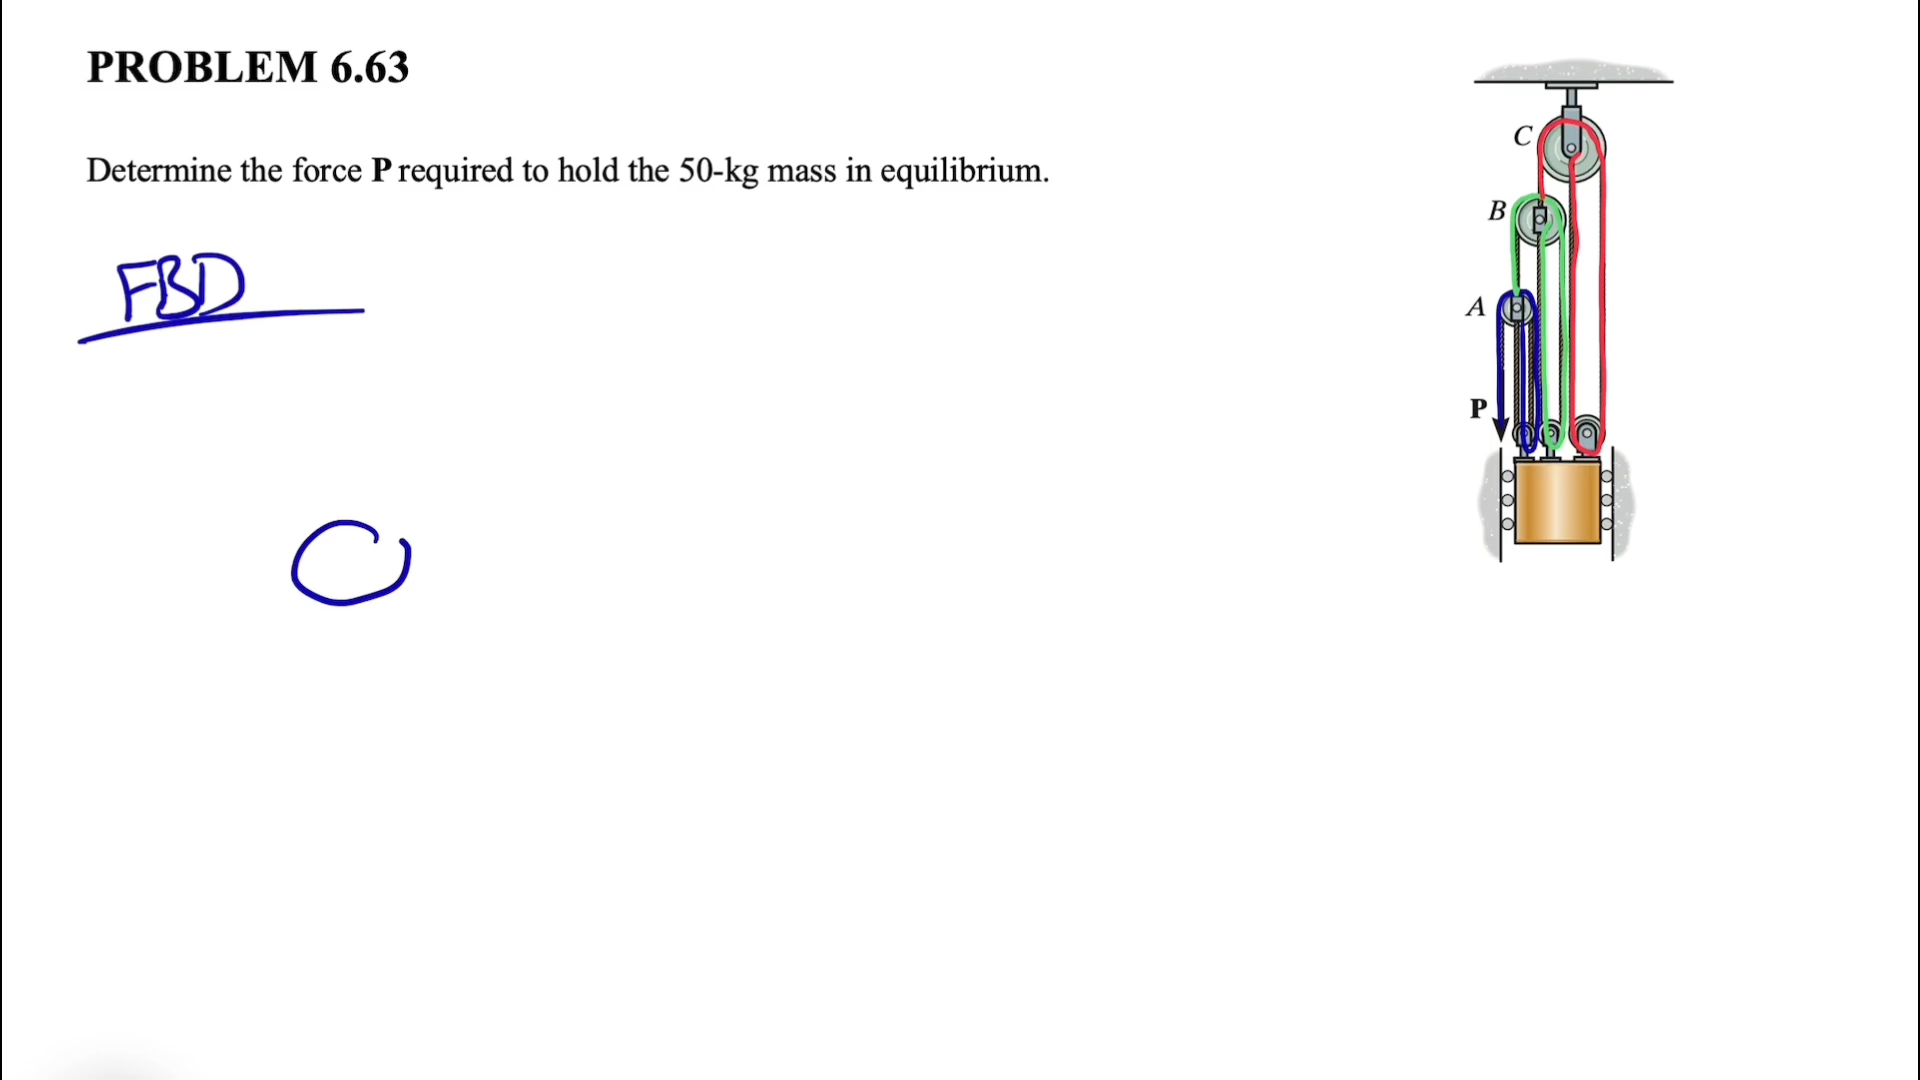 PROBLEM 6.63
Determine the force P required to hold the 50-kg mass in equilibrium.
FBD
C
B
A
P